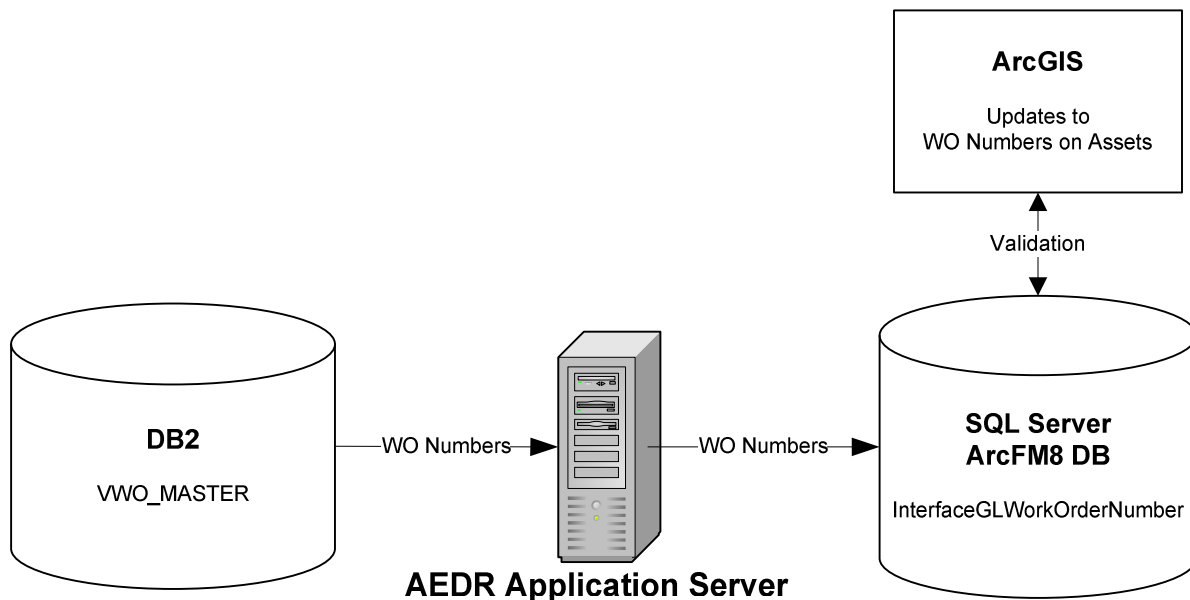 ArcGIS
Updates to
WO Numbers on Assets
Validation
DB2
VWO_MASTER
WO Numbers
WO Numbers
SQL Server
ArcFM8 DB
InterfaceGLWorkOrderNumber
AEDR Application Server